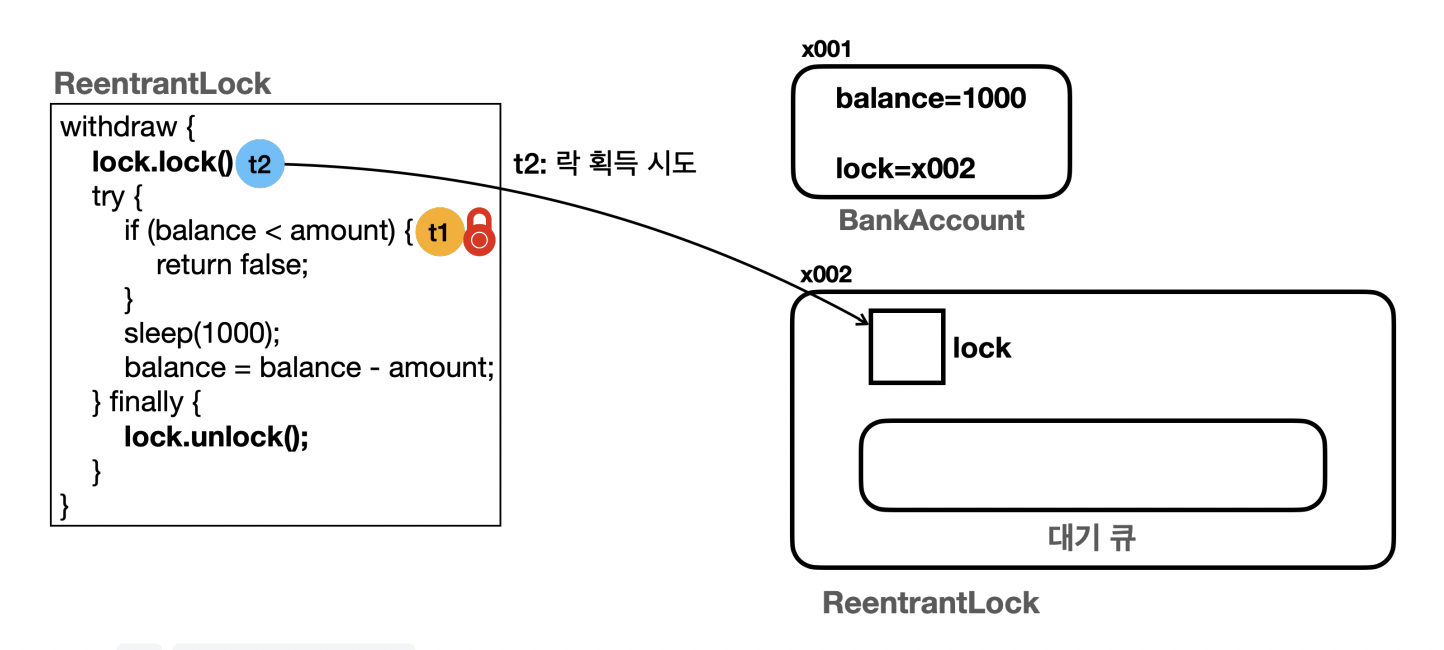 ReentrantLock
withdraw {
lock.lock() t2
try {
if (balance < amount) { t1
return false;
}
sleep(1000);
balance = balance - amount;
} finally {
lock.unlock();
}
}
t2: 락 획득 시도
x001
balance=1000
lock=x002
BankAccount
x002
lock
대기 큐
ReentrantLock